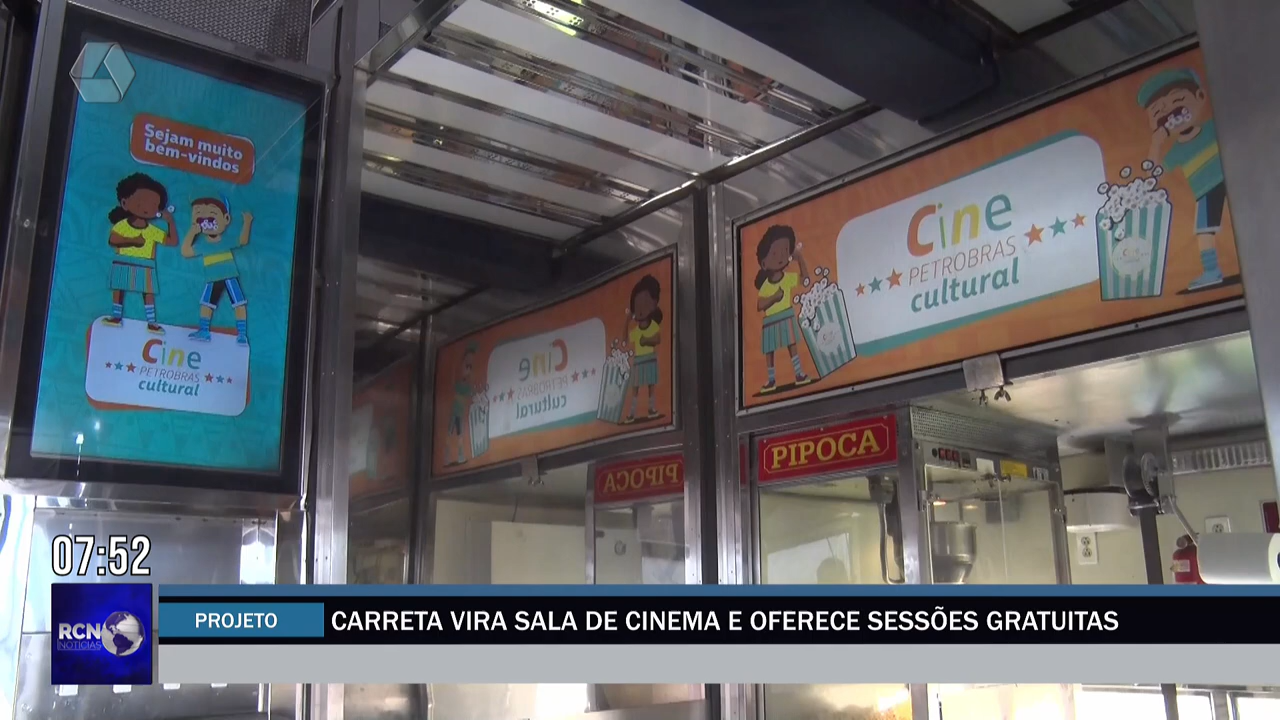 Sejam muito
bem-vindos
Cine
PETROBRAS
cultural
Cine
PETROBRAS
cultural
Cine
PETROBRAS
cultural
PIPOCA
PIPOCA
07:52
RCN
NOTÍCIAS
PROJETO
CARRETA VIRA SALA DE CINEMA E OFERECE SESSÕES GRATUITAS